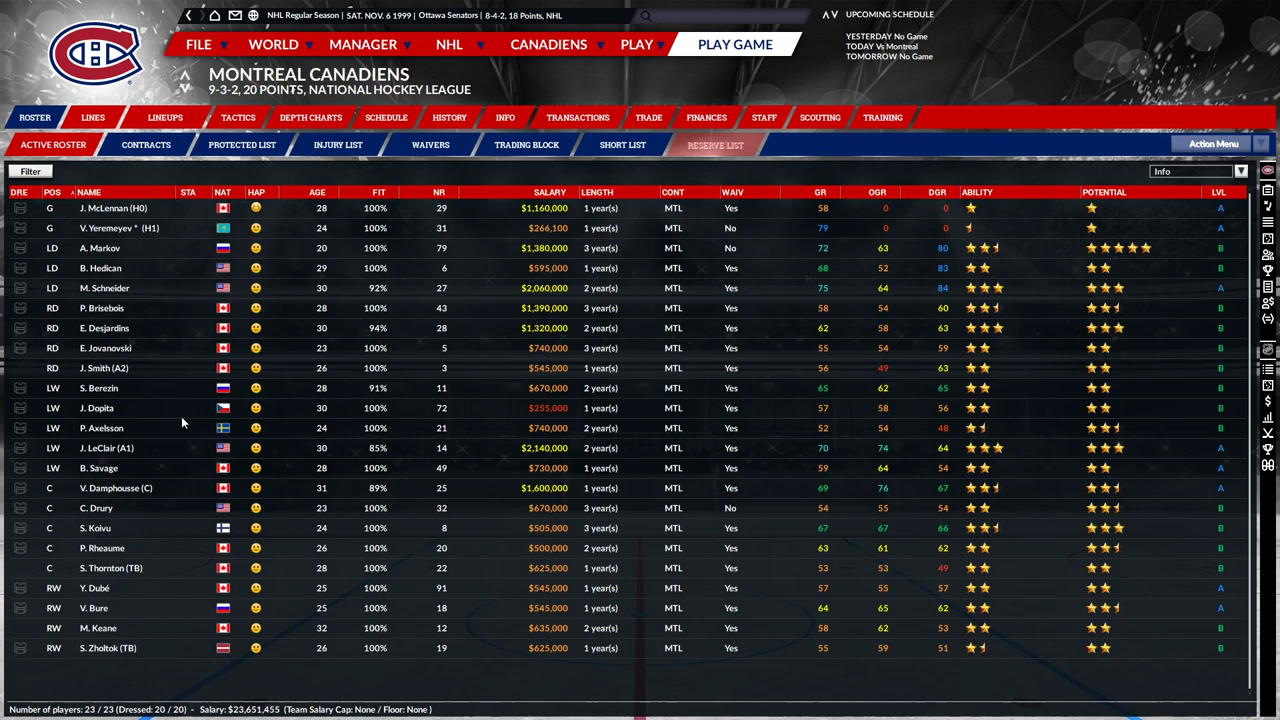 NHL Regular Season | SAT. NOV. 6 1999 | Ottawa Senators | 8-4-2, 18 Points, NHL
UPCOMING SCHEDULE
YESTERDAY No Game
TODAY Vs Montreal
TOMORROW No Game
FILE WORLD MANAGER NHL CANADIENS PLAY PLAY GAME
MONTREAL CANADIENS
9-3-2, 20 POINTS, NATIONAL HOCKEY LEAGUE
ROSTER LINES LINEUPS TACTICS DEPTH CHARTS SCHEDULE HISTORY INFO TRANSACTIONS TRADE FINANCES STAFF SCOUTING TRAINING
ACTIVE ROSTER CONTRACTS PROTECTED LIST INJURY LIST WAIVERS TRADING BLOCK SHORT LIST RESERVE LIST Action Menu
Filter Info
DRE POS NAME STA NAT HAP AGE FIT NR SALARY LENGTH CONT WAIV GR OGR DGR ABILITY POTENTIAL LVL
G J. McLennan (H0) 28 100% 29 $1,160,000 1 year(s) MTL Yes 58 0 0 A
G V. Yeremeyev * (H1) 24 100% 31 $266,100 1 year(s) MTL No 79 0 0 A
LD A. Markov 20 100% 79 $1,380,000 3 year(s) MTL No 72 63 80 B
LD B. Hedican 29 100% 6 $595,000 1 year(s) MTL Yes 68 52 83 B
LD M. Schneider 30 92% 27 $2,060,000 2 year(s) MTL Yes 75 64 84 A
RD P. Brisebois 28 100% 43 $1,390,000 3 year(s) MTL Yes 58 54 60 B
RD E. Desjardins 30 94% 28 $1,320,000 2 year(s) MTL Yes 62 58 63 B
RD E. Jovanovski 23 100% 5 $740,000 3 year(s) MTL Yes 55 54 59 B
RD J. Smith (A2) 26 100% 3 $545,000 1 year(s) MTL Yes 56 49 63 B
LW S. Berezin 28 91% 11 $670,000 2 year(s) MTL Yes 65 62 65 B
LW J. Dopita 30 100% 72 $255,000 1 year(s) MTL Yes 57 58 56 B
LW P. Axelsson 24 100% 21 $740,000 2 year(s) MTL Yes 52 54 48 B
LW J. LeClair (A1) 30 85% 14 $2,140,000 2 year(s) MTL Yes 70 74 64 A
LW B. Savage 28 100% 49 $730,000 1 year(s) MTL Yes 59 64 54 A
C V. Damphousse (C) 31 89% 25 $1,600,000 1 year(s) MTL Yes 69 76 67 A
C C. Drury 23 100% 32 $670,000 3 year(s) MTL No 54 55 54 B
C S. Koivu 24 100% 8 $505,000 3 year(s) MTL Yes 67 67 66 B
C P. Rheaume 26 100% 20 $500,000 2 year(s) MTL Yes 63 61 62 B
C S. Thornton (TB) 28 100% 22 $625,000 1 year(s) MTL Yes 53 53 49 B
RW Y. Dubé 25 100% 91 $545,000 1 year(s) MTL Yes 57 55 57 A
RW V. Bure 25 100% 18 $545,000 1 year(s) MTL Yes 64 65 62 A
RW M. Keane 32 100% 12 $635,000 2 year(s) MTL Yes 58 62 53 B
RW S. Zholtok (TB) 26 100% 19 $625,000 1 year(s) MTL Yes 55 59 51 B
Number of players: 23 / 23 (Dressed: 20 / 20) - Salary: $23,651,455 (Team Salary Cap: None / Floor: None )